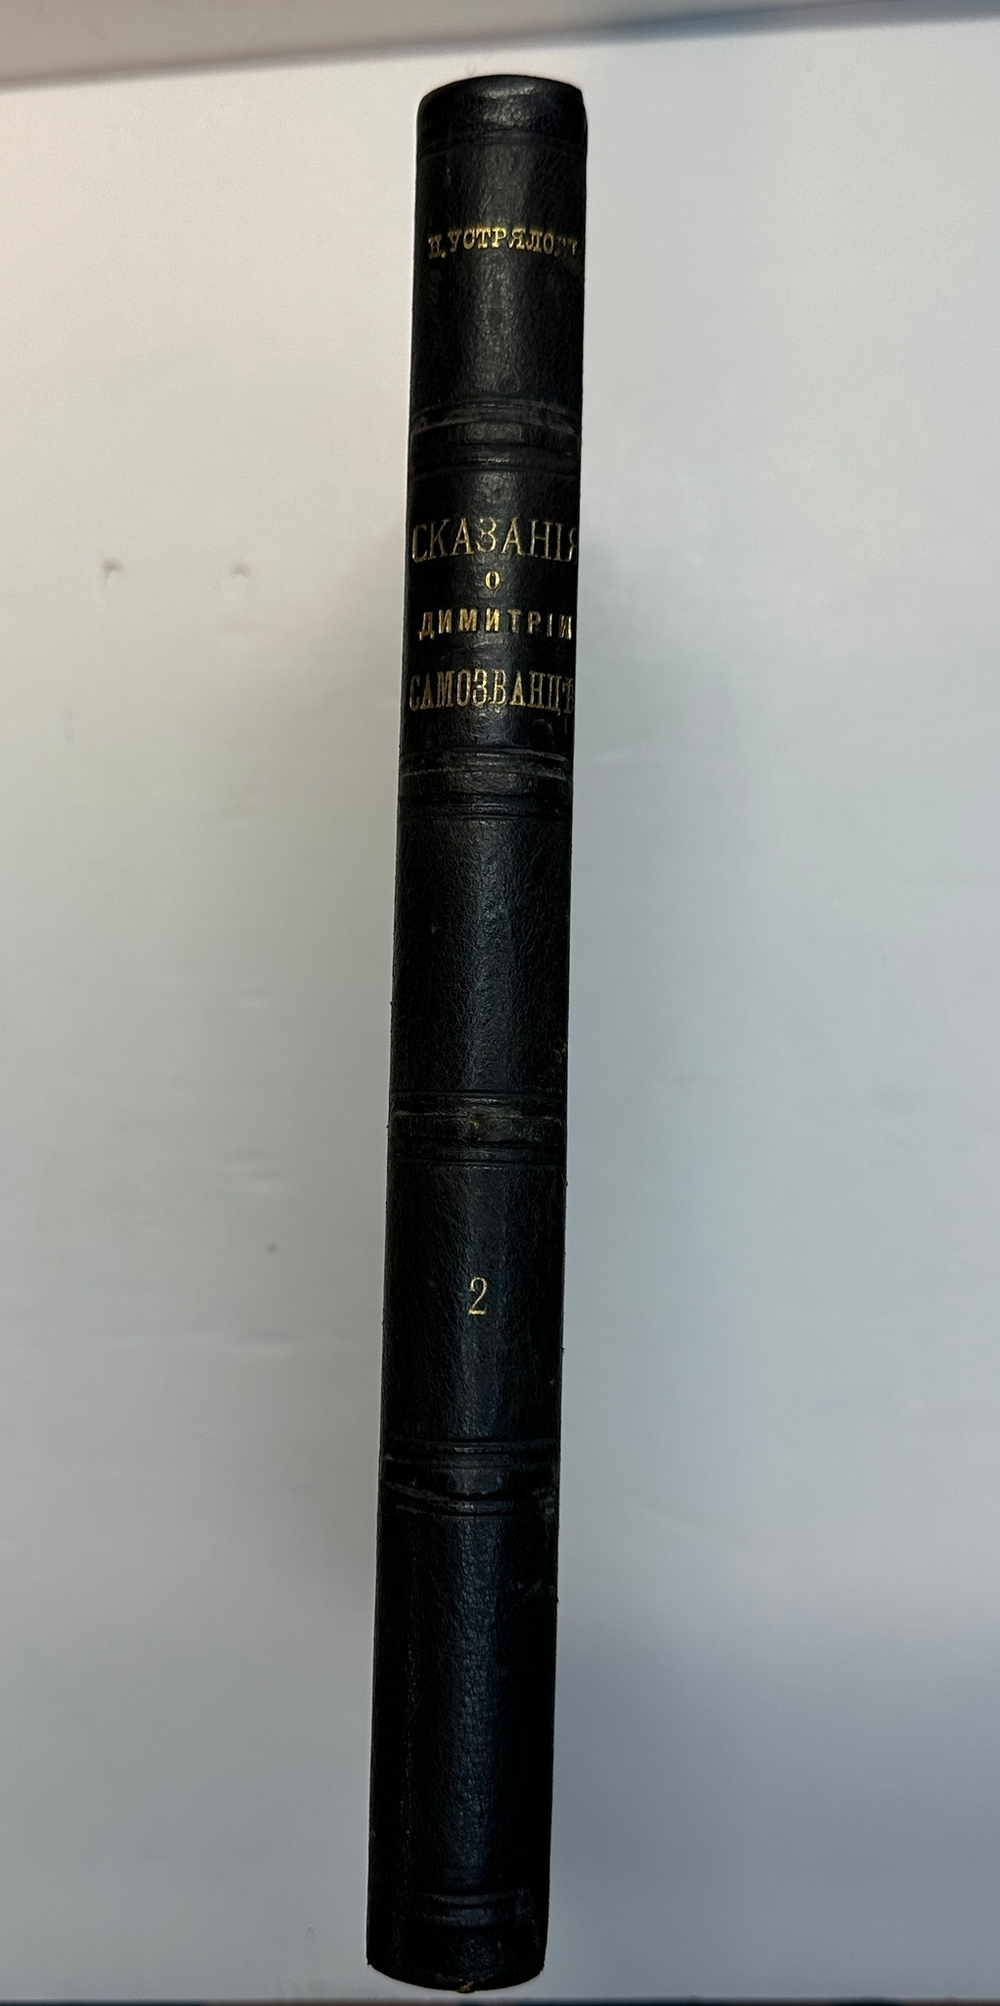 Н. УСТРЯЛОВЪ
СКАЗАНІЯ
О
ДИМИТРІИ
САМОЗВАНЦѢ
2